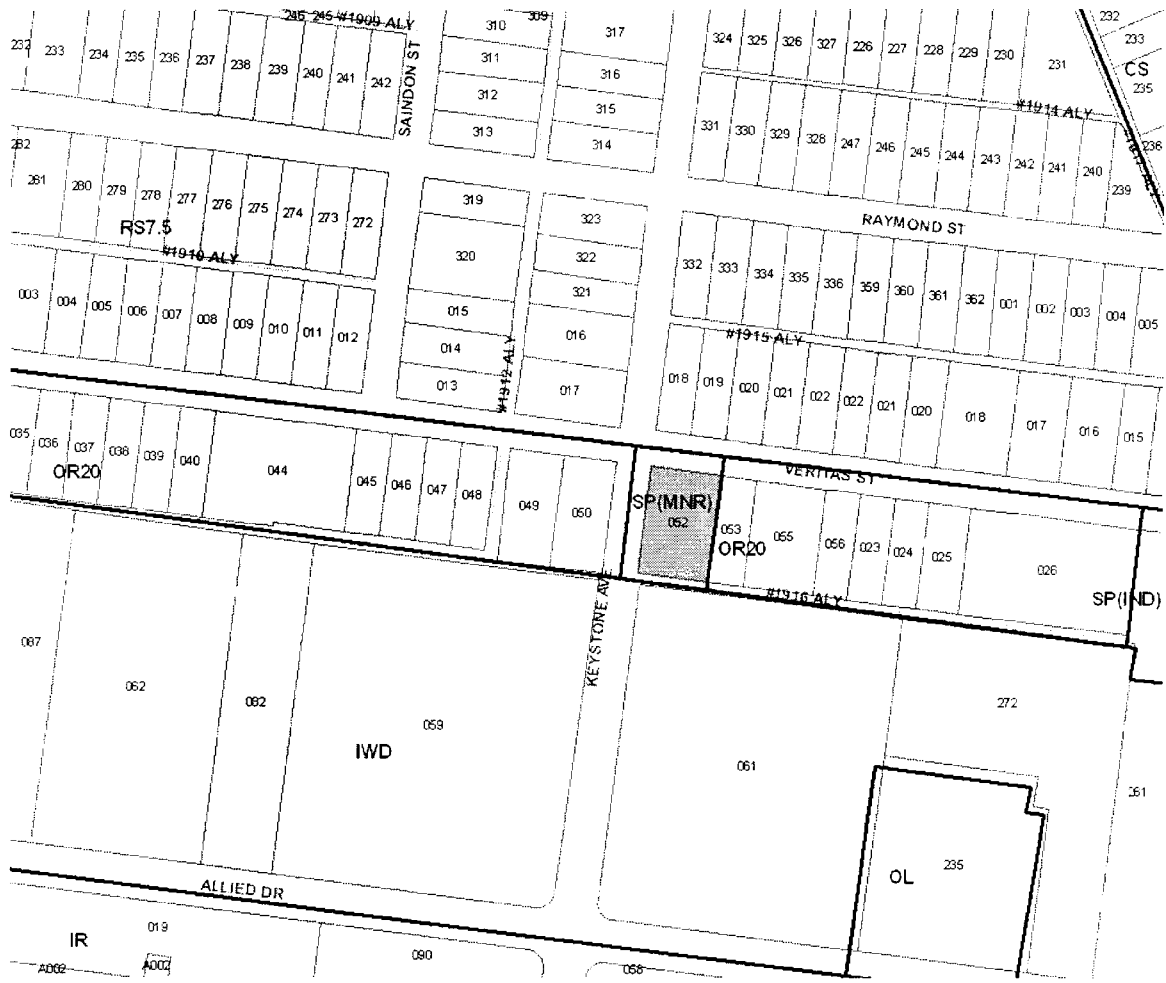 246 245 #1909 ALY
232 233 234 235 236 237 238 239 240 241 242
SAINDON ST
310 309
311
312
313
317
316
315
314
324 325 326 327 226 227 228 229 230 231
232
233
CS
235
236
#1914 ALY
331 330 329 328 247 246 245 244 243 242 241 240 239
282
281 280 279 278 277 276 275 274 273 272
RS7.5
#1910 ALY
319
320
323
322
321
RAYMOND ST
332 333 334 335 336 359 360 361 362 001 002 003 004 005
003 004 005 006 007 008 009 010 011 012
015
014
013
#1912 ALY
016
017
#1915 ALY
018 019 020 021 022 022 021 020 018 017 016 015
VERITAS ST
035 036 037 038 039 040 044 045 046 047 048 049 050
OR20
SP(MNR)
052
053 055 056 023 024 025 026
OR20
#1916 ALY
SP(IND)
KEYSTONE AVE
087 062 082 059
IWD
061
272
061
OL
235
ALLIED DR
IR
019
A002 A002
090
058